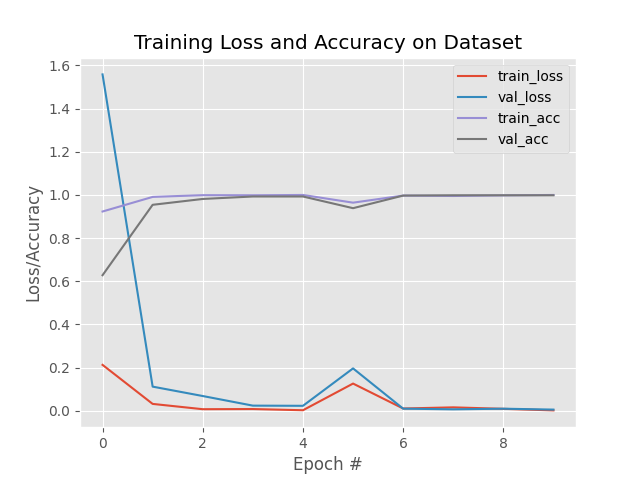 Training Loss and Accuracy on Dataset
train_loss
val_loss
train_acc
val_acc
1.6
1.4
1.2
1.0
0.8
0.6
0.4
0.2
0.0
Loss/Accuracy
0 2 4 6 8
Epoch #